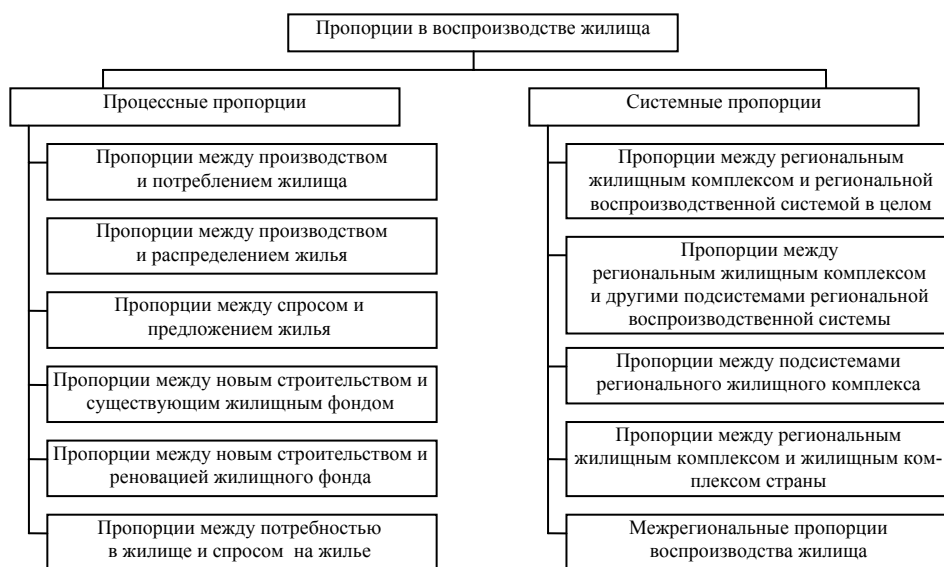 Пропорции в воспроизводстве жилища
Процессные пропорции
Пропорции между производством
и потреблением жилища
Пропорции между производством
и распределением жилья
Пропорции между спросом и
предложением жилья
Пропорции между новым строительством и
существующим жилищным фондом
Пропорции между новым строительством и
реновацией жилищного фонда
Пропорции между потребностью
в жилище и спросом на жилье
Системные пропорции
Пропорции между региональным
жилищным комплексом и региональной
воспроизводственной системой в целом
Пропорции между
региональным жилищным комплексом
и другими подсистемами региональной
воспроизводственной системы
Пропорции между подсистемами
регионального жилищного комплекса
Пропорции между региональным
жилищным комплексом и жилищным ком-
плексом страны
Межрегиональные пропорции
воспроизводства жилища